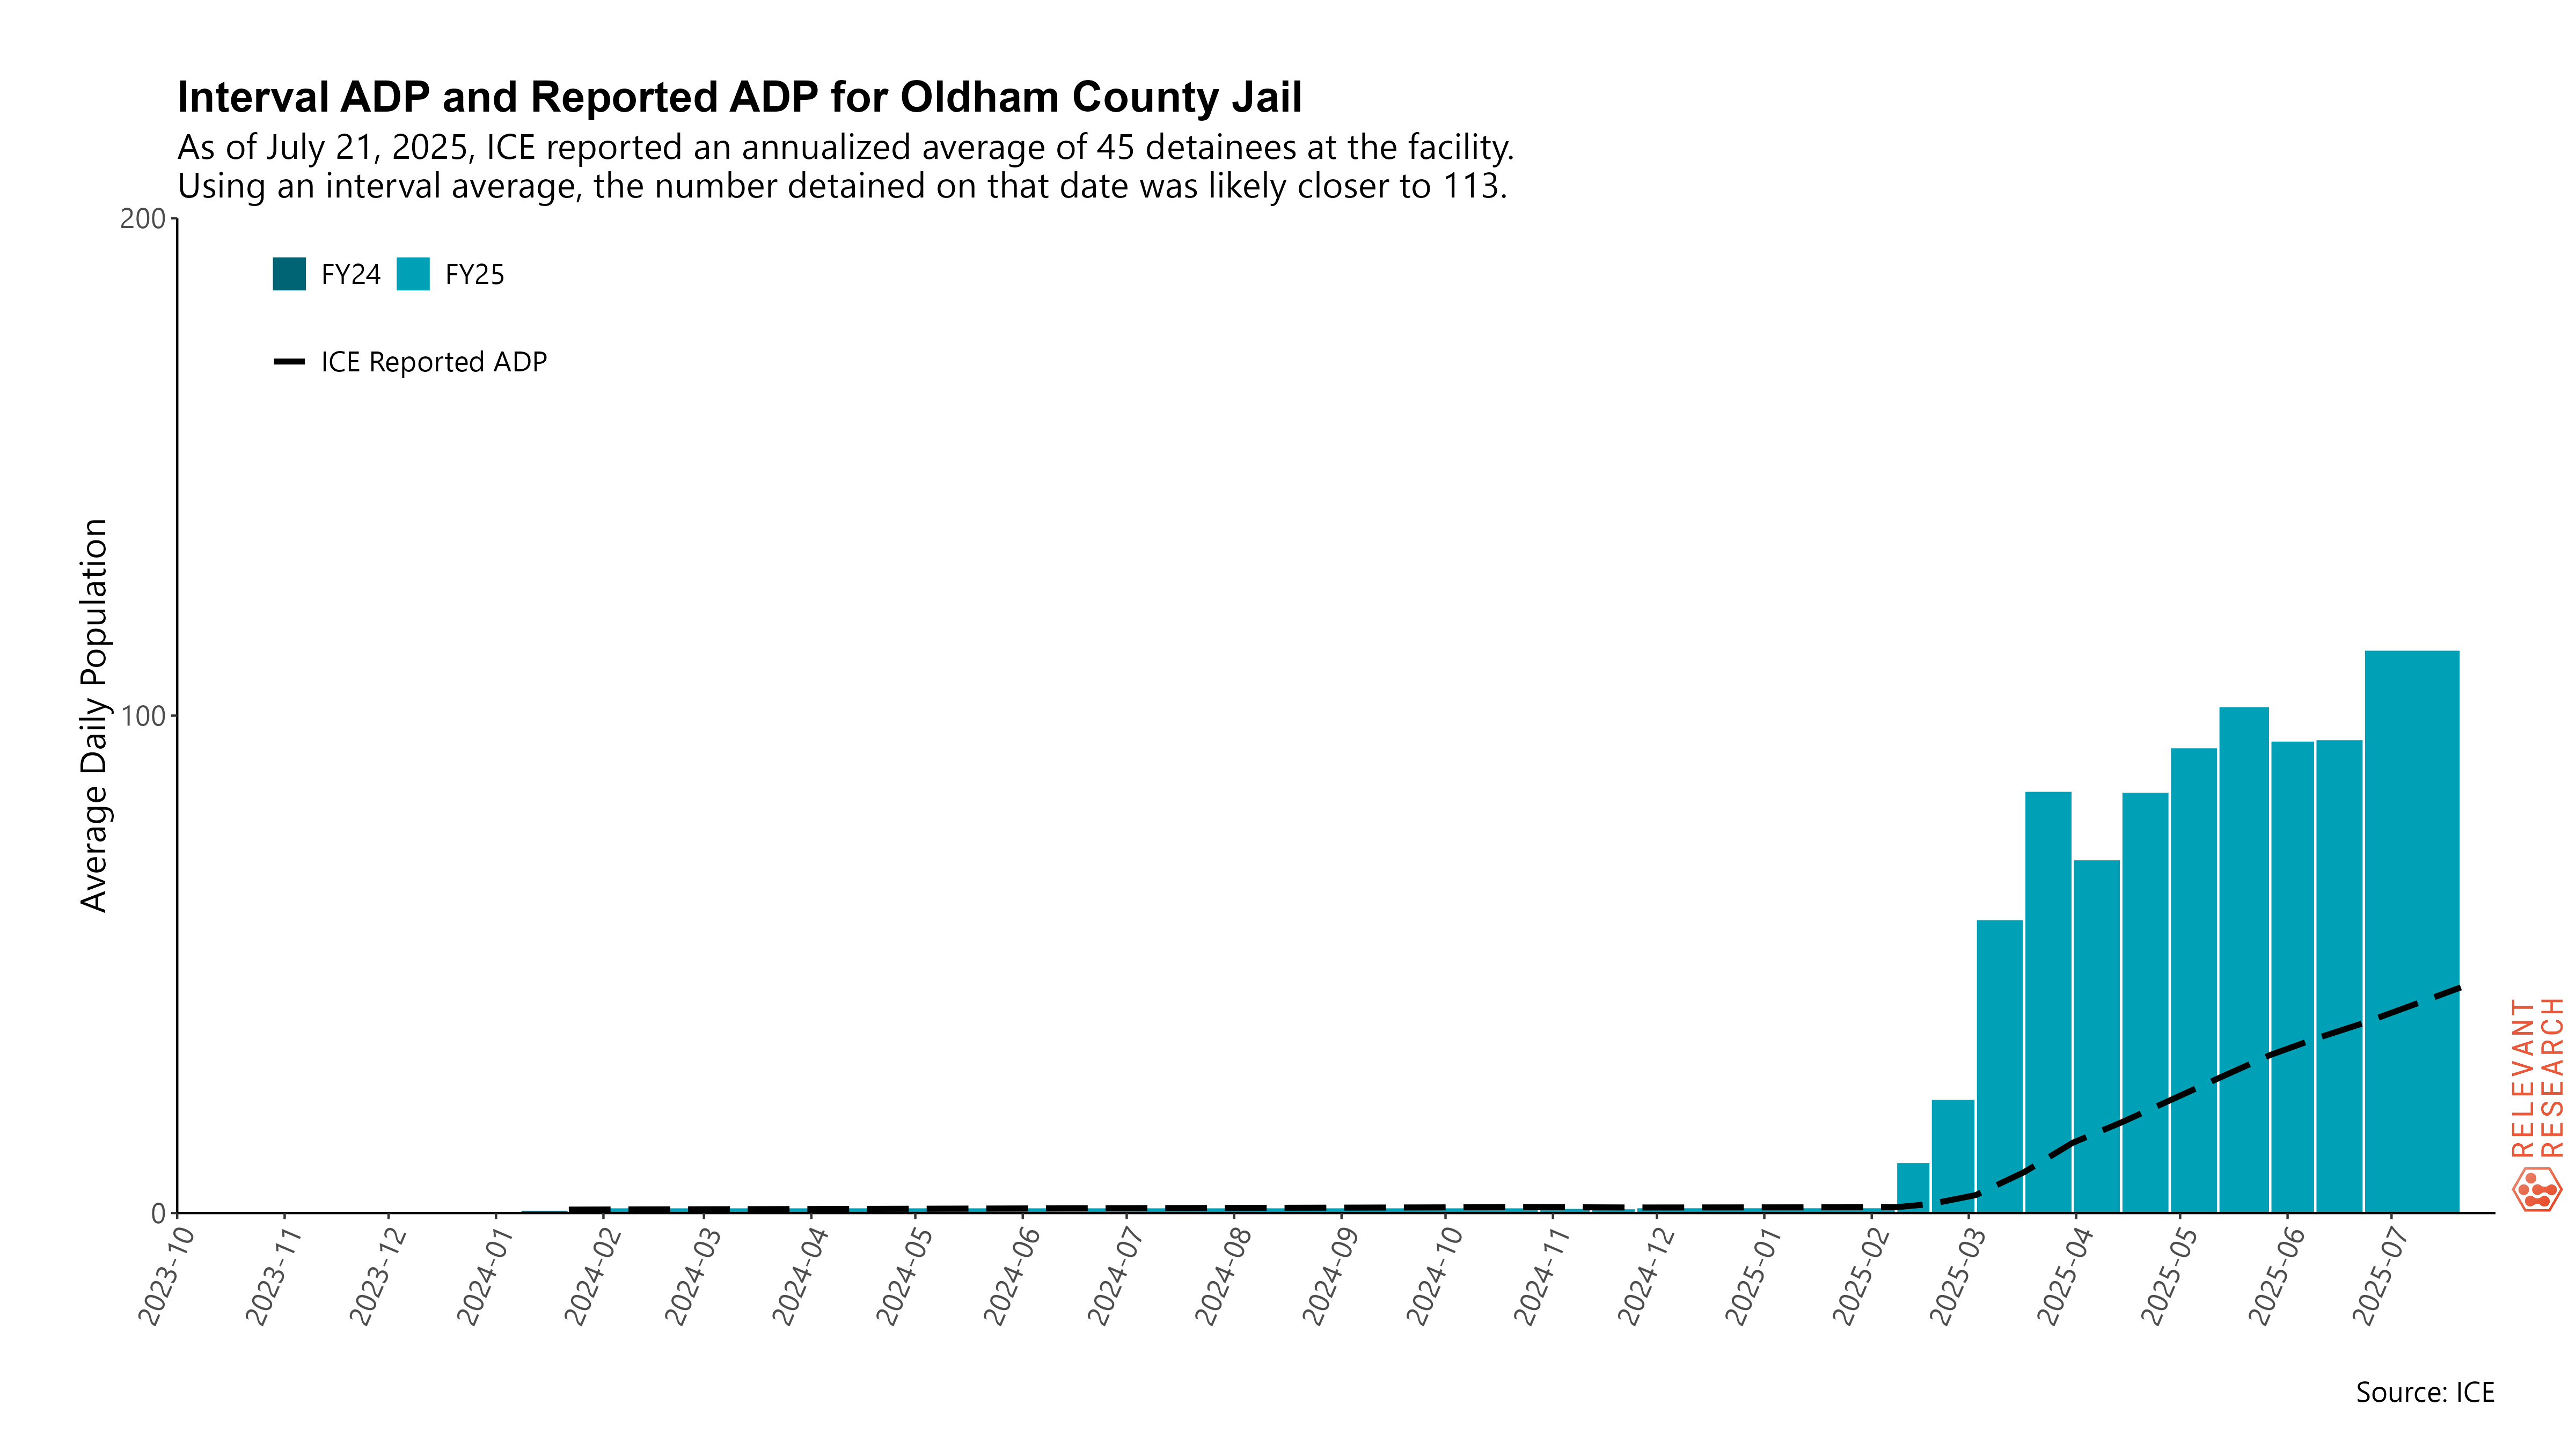 Interval ADP and Reported ADP for Oldham County Jail
As of July 21, 2025, ICE reported an annualized average of 45 detainees at the facility.
Using an interval average, the number detained on that date was likely closer to 113.
200
100
0
Average Daily Population
FY24
FY25
ICE Reported ADP
2023-10
2023-11
2023-12
2024-01
2024-02
2024-03
2024-04
2024-05
2024-06
2024-07
2024-08
2024-09
2024-10
2024-11
2024-12
2025-01
2025-02
2025-03
2025-04
2025-05
2025-06
2025-07
RELEVANT
RESEARCH
Source: ICE